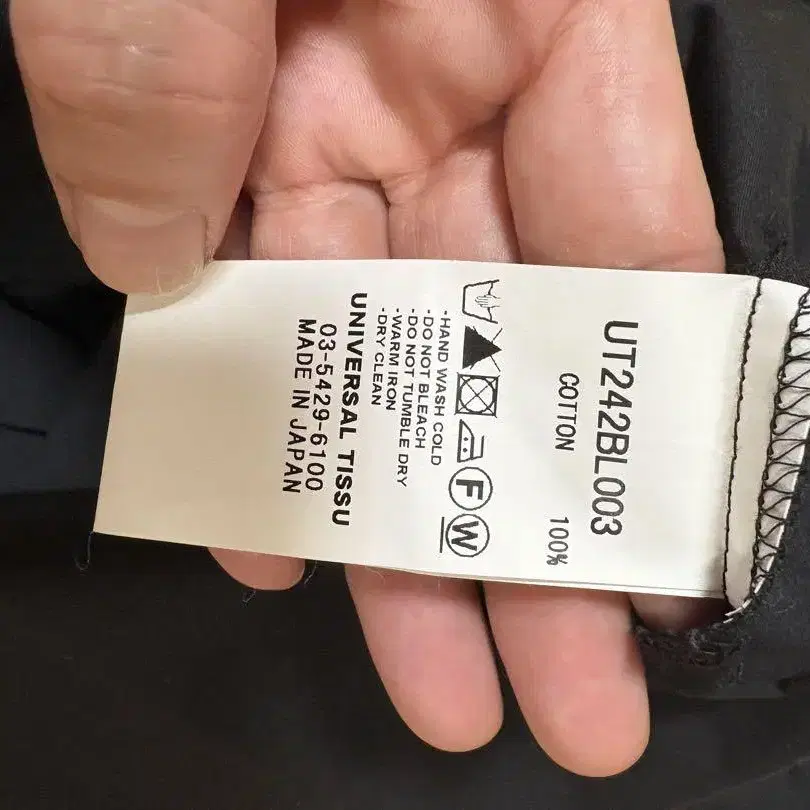 UT242BL003
COTTON 100%
F W
-HAND WASH COLD
-DO NOT BLEACH
-DO NOT TUMBLE DRY
-WARM IRON
-DRY CLEAN
UNIVERSAL TISSU
03-5429-6100
MADE IN JAPAN